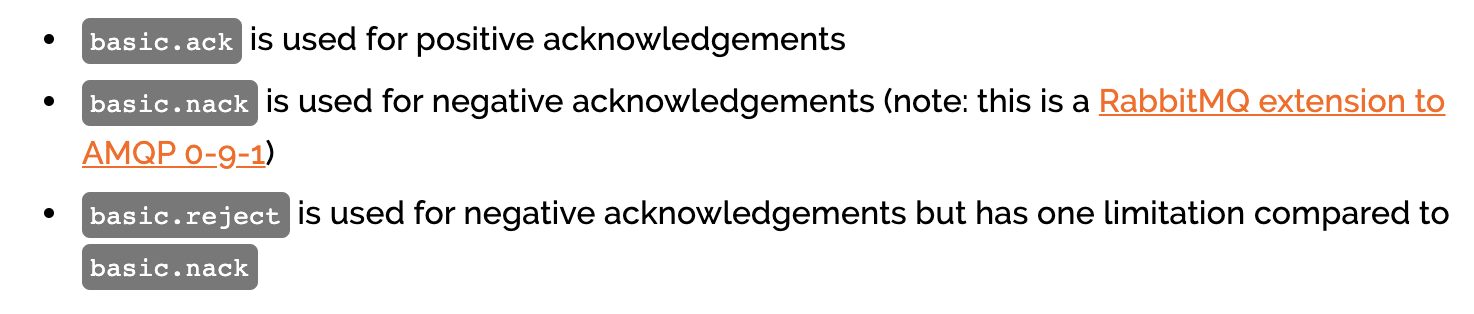 • basic.ack is used for positive acknowledgements
• basic.nack is used for negative acknowledgements (note: this is a RabbitMQ extension to
AMQP 0-9-1)
• basic.reject is used for negative acknowledgements but has one limitation compared to
basic.nack